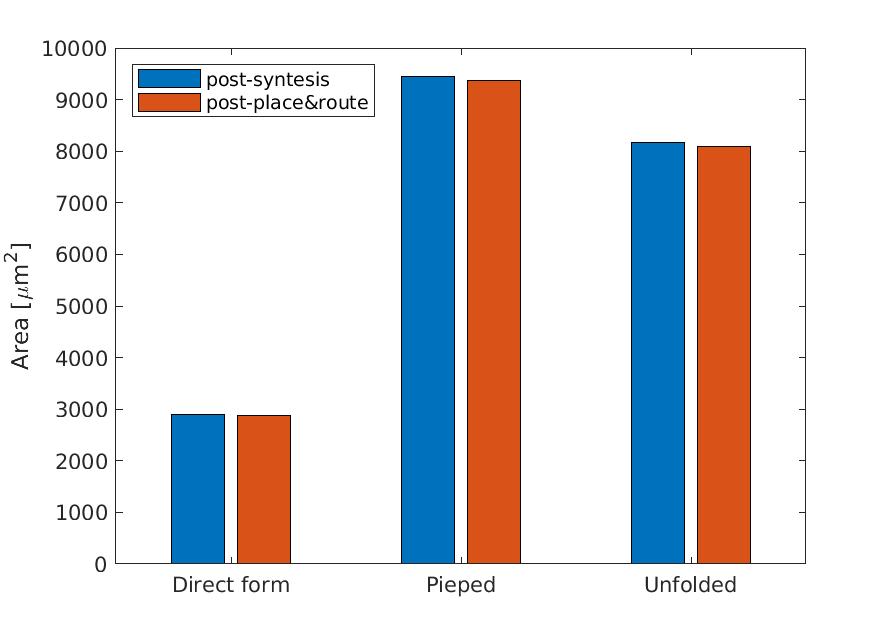 10000
9000
8000
7000
6000
5000
4000
3000
2000
1000
0
Area [μm²]
post-syntesis
post-place&route
Direct form
Pieped
Unfolded